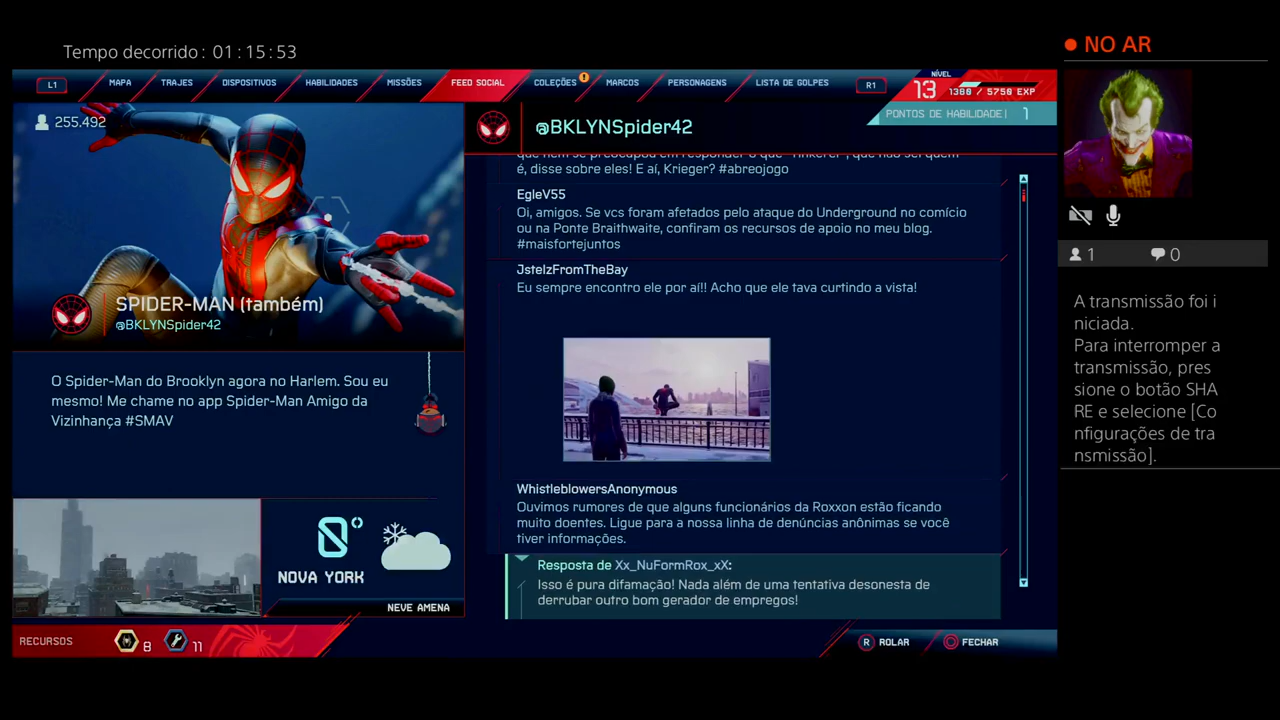 Tempo decorrido : 01:15:53
NO AR
L1
MAPA
TRAJES
DISPOSITIVOS
HABILIDADES
MISSÕES
FEED SOCIAL
COLEÇÕES
MARCOS
PERSONAGENS
LISTA DE GOLPES
R1
NÍVEL
13
1380 / 5750 EXP
PONTOS DE HABILIDADE| 1
255.492
@BKLYNSpider42
é, disse sobre eles! E aí, Krieger? #abreojogo
EgleV55
Oi, amigos. Se vcs foram afetados pelo ataque do Underground no comício
ou na Ponte Braithwaite, confiram os recursos de apoio no meu blog.
#maisfortejuntos
JstelzFromTheBay
Eu sempre encontro ele por aí!! Acho que ele tava curtindo a vista!
SPIDER-MAN (também)
@BKLYNSpider42
O Spider-Man do Brooklyn agora no Harlem. Sou eu
mesmo! Me chame no app Spider-Man Amigo da
Vizinhança #SMAV
WhistleblowersAnonymous
Ouvimos rumores de que alguns funcionários da Roxxon estão ficando
muito doentes. Ligue para a nossa linha de denúncias anônimas se você
tiver informações.
Resposta de Xx_NuFormRox_xX:
Isso é pura difamação! Nada além de uma tentativa desonesta de
derrubar outro bom gerador de empregos!
0°
NOVA YORK
NEVE AMENA
RECURSOS
8
11
R ROLAR
FECHAR
1
0
A transmissão foi i
niciada.
Para interromper a
transmissão, pres
sione o botão SHA
RE e selecione [Co
nfigurações de tra
nsmissão].